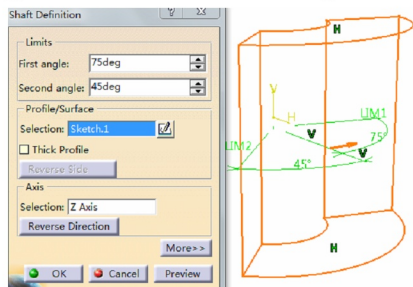 Shaft Definition
? X
Limits
First angle: 75deg
Second angle: 45deg
Profile/Surface
Selection: Sketch.1
Thick Profile
Reverse Side
Axis
Selection: Z Axis
Reverse Direction
More>>
OK Cancel Preview
H
V
H
LIM1
V
75°
LIM2
V
45°
H